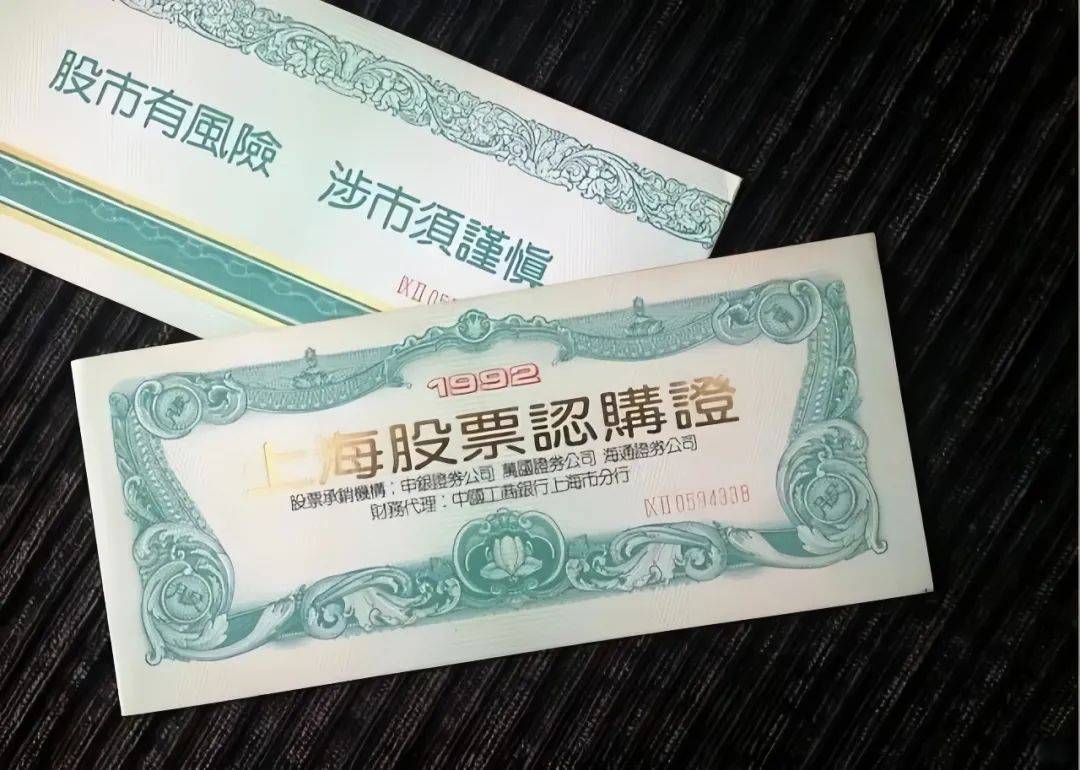 股市有風險 涉市須謹慎
1992
上海股票認購證
股票承銷機構：申銀證券公司 萬國證券公司 海通證券公司
財務代理：中國工商銀行上海市分行